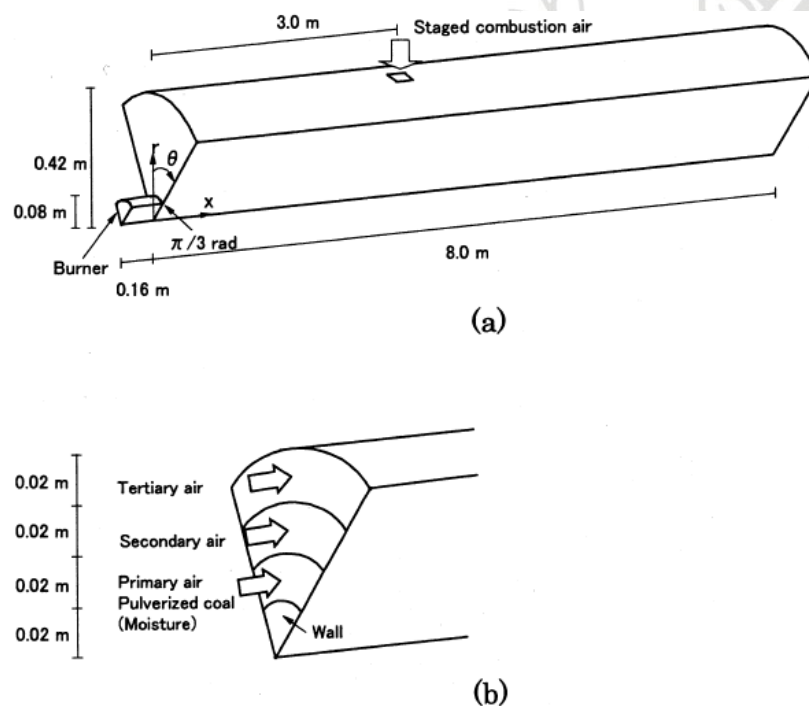 3.0 m
Staged combustion air
0.42 m
r
θ
0.08 m
x
π/3 rad
Burner
0.16 m
8.0 m
(a)
0.02 m
Tertiary air
0.02 m
Secondary air
0.02 m
Primary air
Pulverized coal
(Moisture)
0.02 m
Wall
(b)